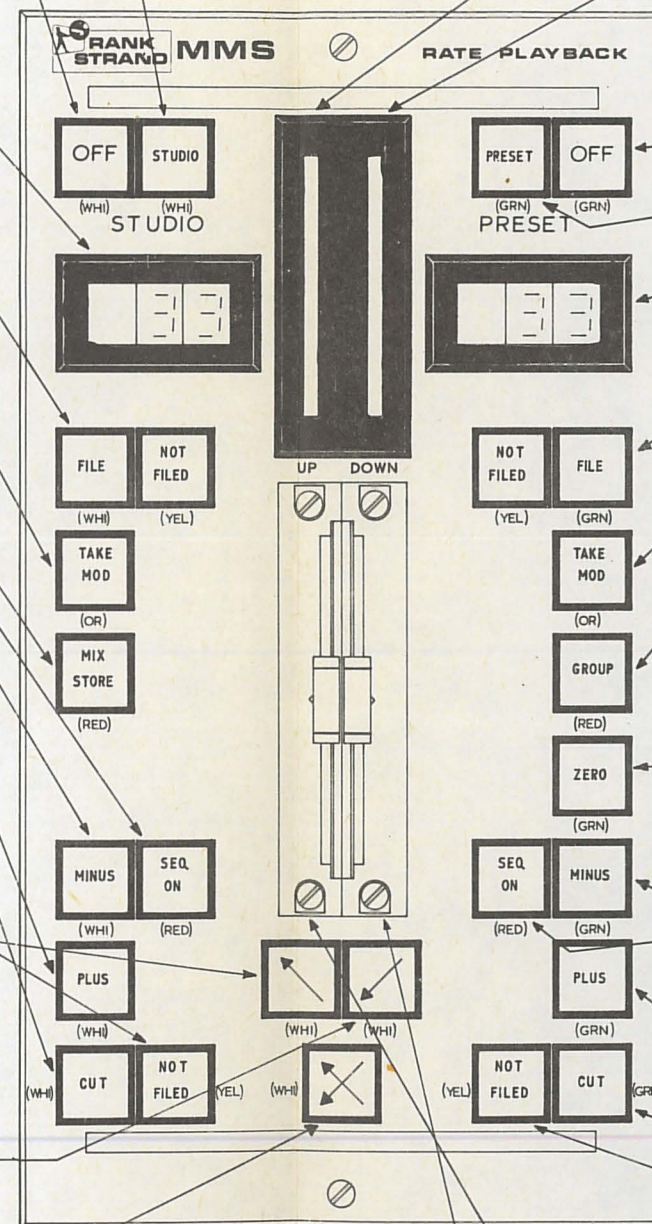 RANK
STRAND MMS
RATE PLAYBACK
OFF
STUDIO
PRESET
OFF
(WHI)
(WHI)
(GRN)
(GRN)
STUDIO
PRESET
33
33
UP DOWN
FILE
NOT
FILED
NOT
FILED
FILE
(WHI)
(YEL)
(YEL)
(GRN)
TAKE
MOD
TAKE
MOD
(OR)
(OR)
MIX
STORE
GROUP
(RED)
(RED)
ZERO
(GRN)
MINUS
SEQ
ON
SEQ
ON
MINUS
(WHI)
(RED)
(RED)
(GRN)
PLUS
PLUS
(WHI)
(WHI)
(WHI)
(GRN)
(WHI)
CUT
NOT
FILED
(YEL)
(WHI)
(YEL)
NOT
FILED
CUT